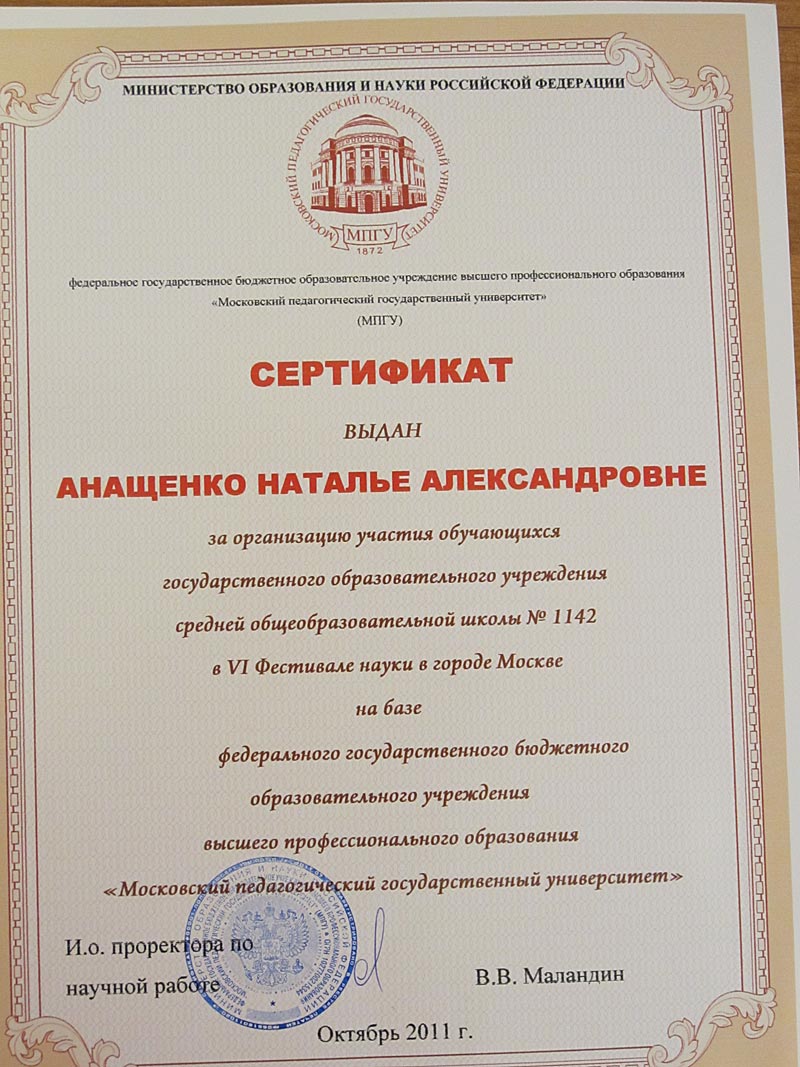 МИНИСТЕРСТВО ОБРАЗОВАНИЯ И НАУКИ РОССИЙСКОЙ ФЕДЕРАЦИИ
МОСКОВСКИЙ ПЕДАГОГИЧЕСКИЙ ГОСУДАРСТВЕННЫЙ УНИВЕРСИТЕТ
МПГУ
1872
федеральное государственное бюджетное образовательное учреждение высшего профессионального образования
«Московский педагогический государственный университет»
(МПГУ)
СЕРТИФИКАТ
ВЫДАН
АНАЩЕНКО НАТАЛЬЕ АЛЕКСАНДРОВНЕ
за организацию участия обучающихся
государственного образовательного учреждения
средней общеобразовательной школы № 1142
в VI Фестивале науки в городе Москве
на базе
федерального государственного бюджетного
образовательного учреждения
высшего профессионального образования
«Московский педагогический государственный университет»
И.о. проректора по
научной работе
В.В. Маландин
Октябрь 2011 г.